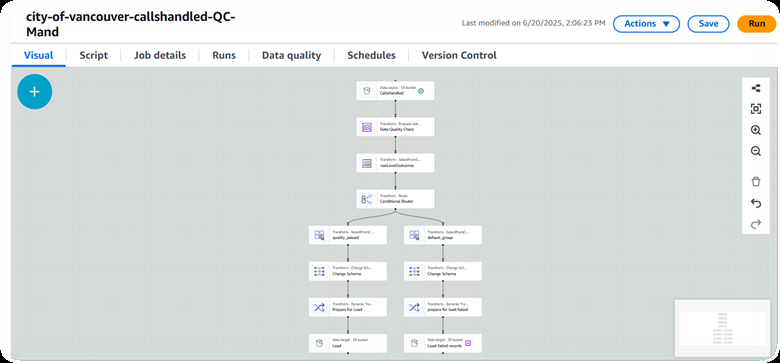 city-of-vancouver-callshandled-QC-
Mand
Last modified on 6/20/2025, 2:06:23 PM
Actions
Save
Run
Visual
Script
Job details
Runs
Data quality
Schedules
Version Control
Data source - S3 bucket
CallsHandled
Transform - Evaluate dat...
Data Quality Check
Transform - SelectFromC...
rowLevelOutcomes
Transform - Route
Conditional Router
Transform - SelectFromC...
quality_passed
Transform - SelectFromC...
default_group
Transform - Change Sch...
Change Schema
Transform - Change Sch...
Change Schema
Transform - Dynamic Tra...
Prepare for Load
Transform - Dynamic Tra...
prepare for load-failed
Data target - S3 bucket
Load
Data target - S3 bucket
Load-Failed records